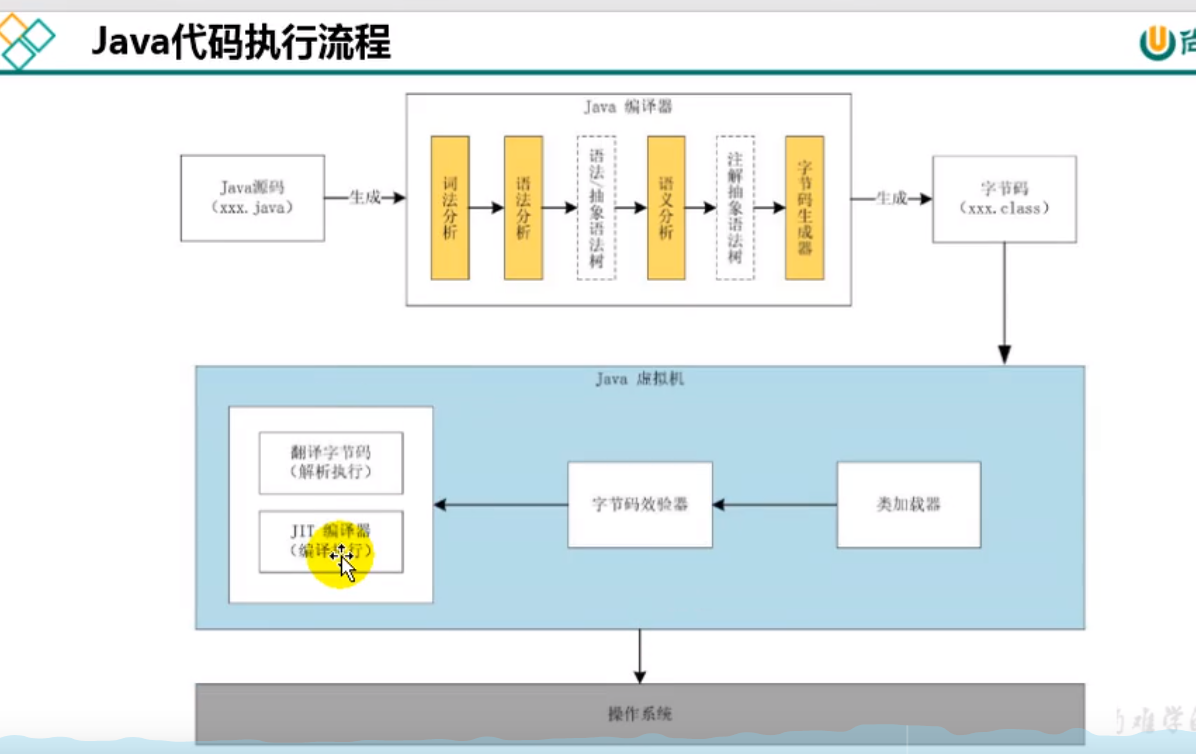 Java代码执行流程
Java 编译器
Java源码
(xxx.java)
生成
词法分析
语法分析
语法/抽象语法树
语义分析
注解抽象语法树
字节码生成器
生成
字节码
(xxx.class)
Java 虚拟机
翻译字节码
(解析执行)
JIT 编译器
(编译执行)
字节码效验器
类加载器
操作系统